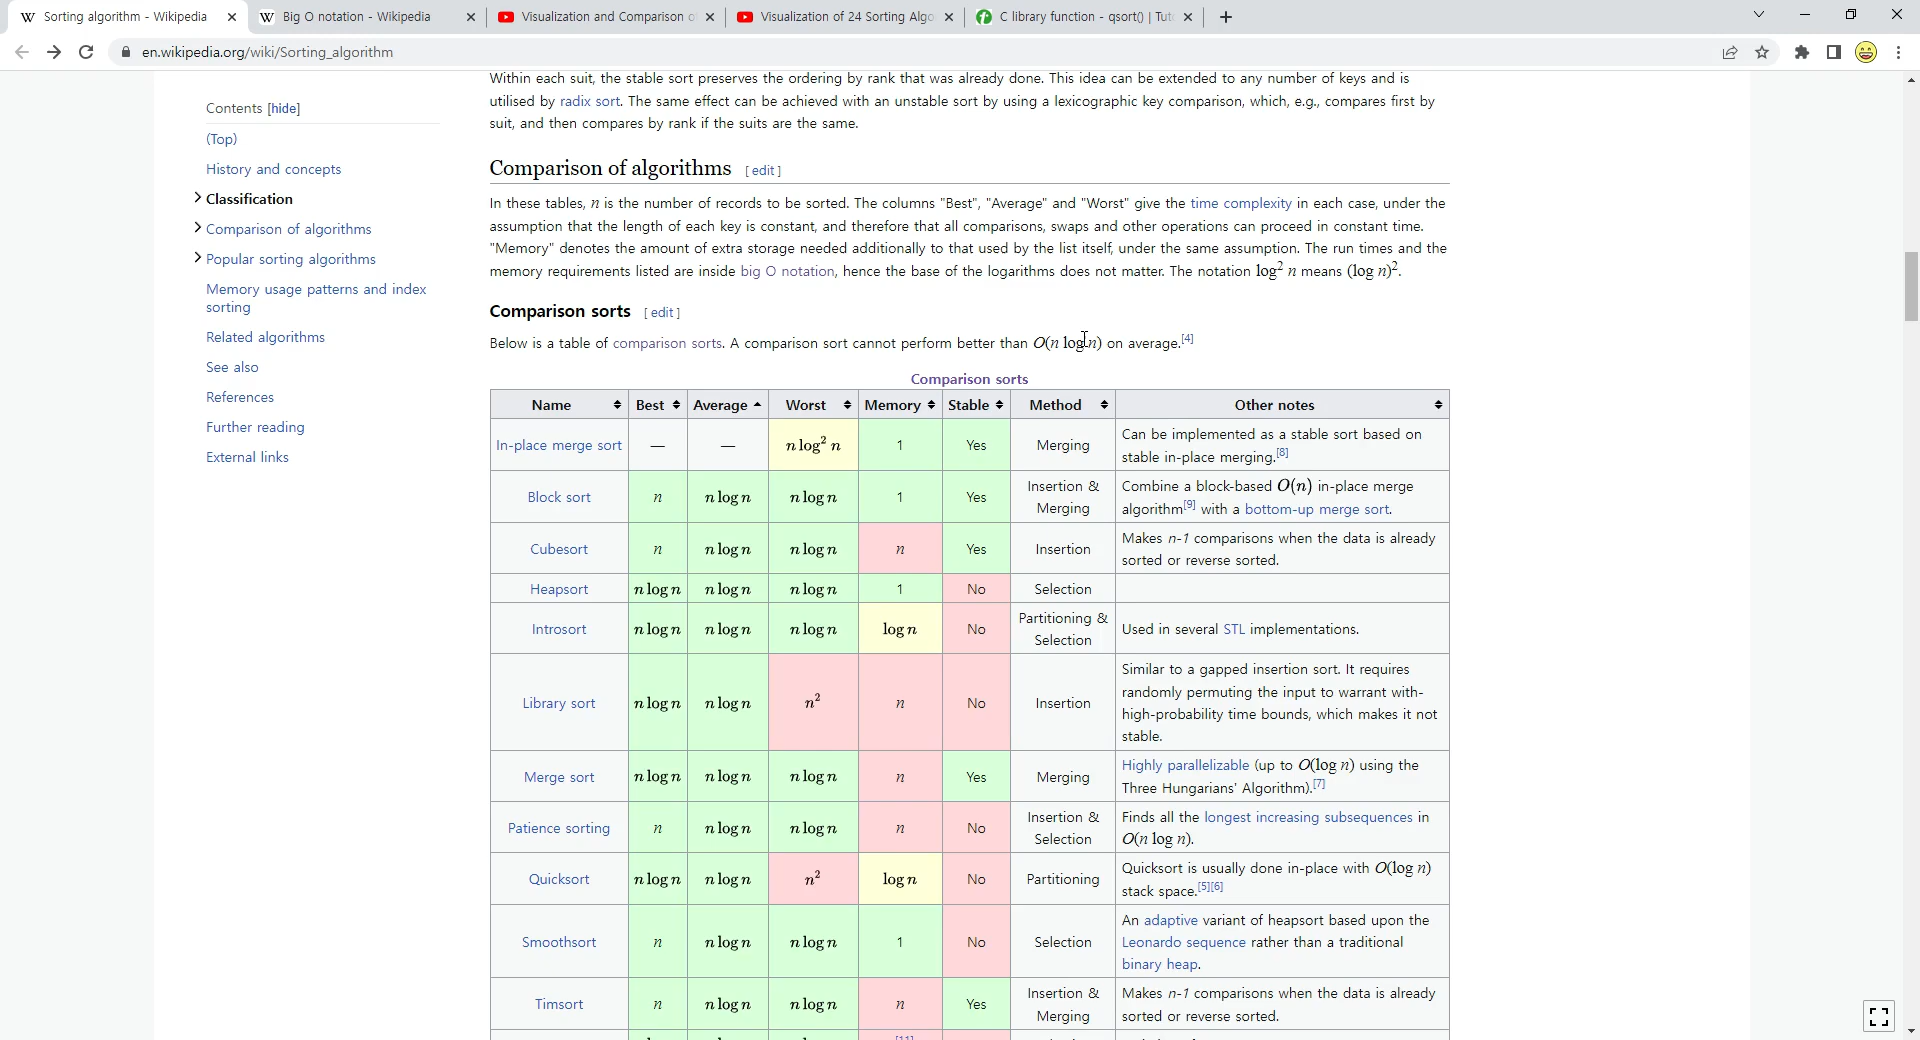 Sorting algorithm - Wikipedia
Big O notation - Wikipedia
Visualization and Comparison o
Visualization of 24 Sorting Algo
C library function - qsort() | Tut
en.wikipedia.org/wiki/Sorting_algorithm
Contents [hide]
(Top)
History and concepts
Classification
Comparison of algorithms
Popular sorting algorithms
Memory usage patterns and index
sorting
Related algorithms
See also
References
Further reading
External links
Within each suit, the stable sort preserves the ordering by rank that was already done. This idea can be extended to any number of keys and is
utilised by radix sort. The same effect can be achieved with an unstable sort by using a lexicographic key comparison, which, e.g., compares first by
suit, and then compares by rank if the suits are the same.
Comparison of algorithms [ edit ]
In these tables, n is the number of records to be sorted. The columns "Best", "Average" and "Worst" give the time complexity in each case, under the
assumption that the length of each key is constant, and therefore that all comparisons, swaps and other operations can proceed in constant time.
"Memory" denotes the amount of extra storage needed additionally to that used by the list itself, under the same assumption. The run times and the
memory requirements listed are inside big O notation, hence the base of the logarithms does not matter. The notation log² n means (log n)².
Comparison sorts [ edit ]
Below is a table of comparison sorts. A comparison sort cannot perform better than O(n log n) on average.[4]
Comparison sorts
Name Best Average Worst Memory Stable Method Other notes
In-place merge sort — — n log² n 1 Yes Merging Can be implemented as a stable sort based on
stable in-place merging.[8]
Block sort n n log n n log n 1 Yes Insertion & Merging Combine a block-based O(n) in-place merge
algorithm[9] with a bottom-up merge sort.
Cubesort n n log n n log n n Yes Insertion Makes n-1 comparisons when the data is already
sorted or reverse sorted.
Heapsort n log n n log n n log n 1 No Selection
Introsort n log n n log n n log n log n No Partitioning & Selection Used in several STL implementations.
Library sort n log n n log n n² n No Insertion Similar to a gapped insertion sort. It requires
randomly permuting the input to warrant with-
high-probability time bounds, which makes it not
stable.
Merge sort n log n n log n n log n n Yes Merging Highly parallelizable (up to O(log n) using the
Three Hungarians' Algorithm).[7]
Patience sorting n n log n n log n n No Insertion & Selection Finds all the longest increasing subsequences in
O(n log n).
Quicksort n log n n log n n² log n No Partitioning Quicksort is usually done in-place with O(log n)
stack space.[5][6]
Smoothsort n n log n n log n 1 No Selection An adaptive variant of heapsort based upon the
Leonardo sequence rather than a traditional
binary heap.
Timsort n n log n n log n n Yes Insertion & Merging Makes n-1 comparisons when the data is already
sorted or reverse sorted.
[11]